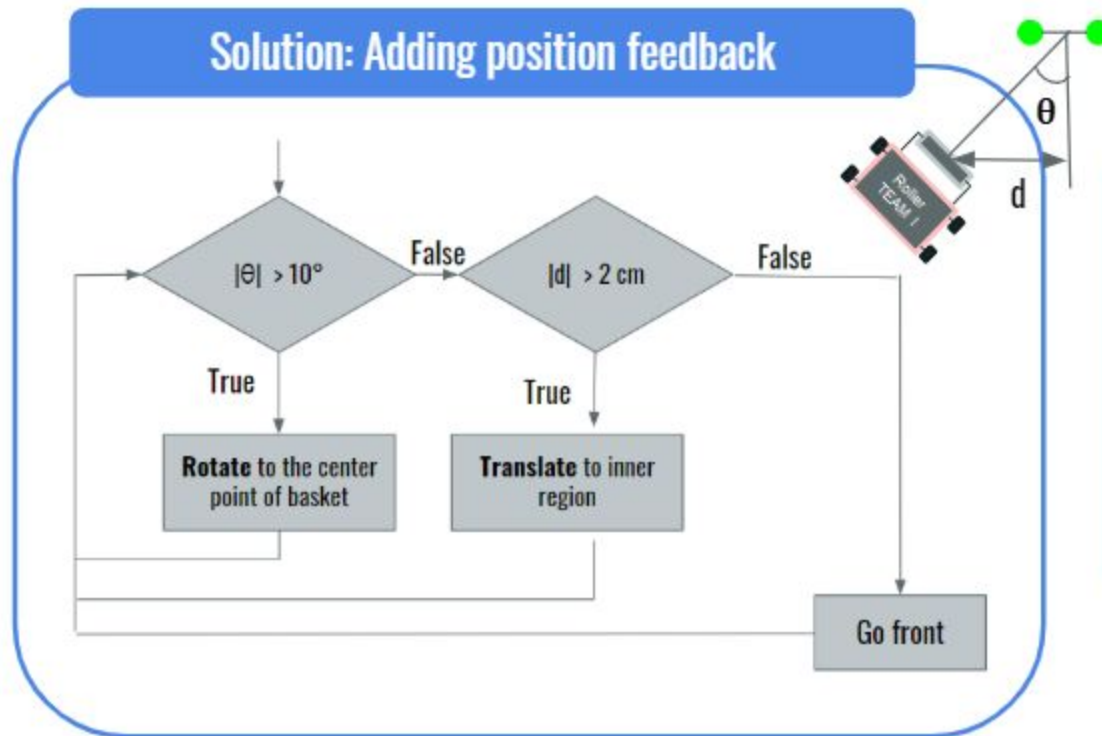 Solution: Adding position feedback
θ
d
Roller
TEAM I
|θ| > 10°
False
|d| > 2 cm
False
True
True
Rotate to the center
point of basket
Translate to inner
region
Go front